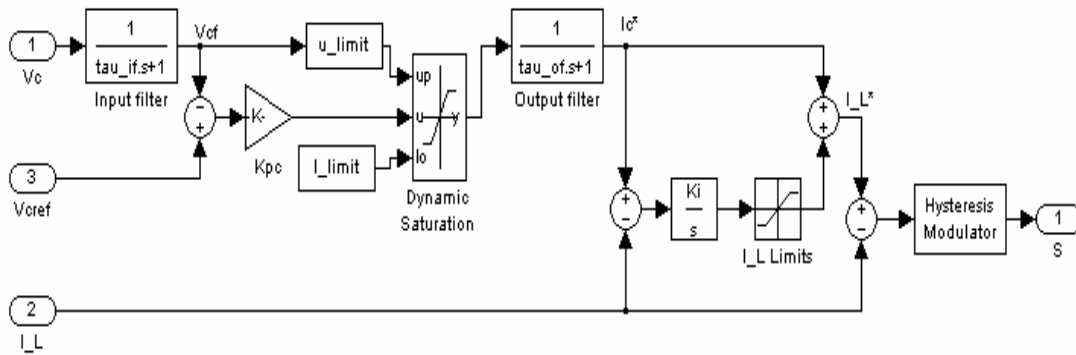 1
Vc
1
tau_if.s+1
Input filter
Vcf
u_limit
up
u
y
lo
Dynamic
Saturation
-
+
K-
Kpc
l_limit
3
Vcref
1
tau_of.s+1
Output filter
Ic*
+
-
Ki
s
I_L Limits
+
+
I_L*
+
-
Hysteresis
Modulator
1
S
2
I_L